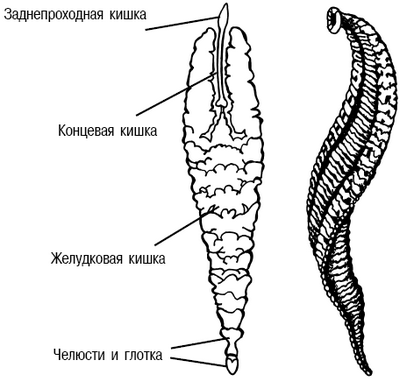 Заднепроходная кишка
Концевая кишка
Желудковая кишка
Челюсти и глотка